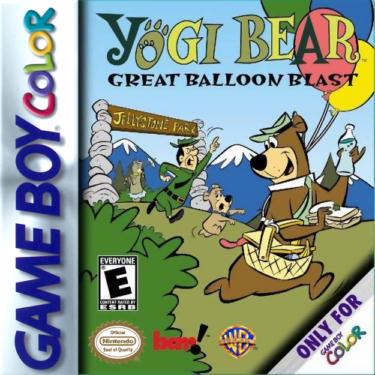 YOGI BEAR™
GREAT BALLOON BLAST
GAME BOY COLOR
JELLYSTONE PARK
EVERYONE
E
CONTENT RATED BY
ESRB
Official
Nintendo
Seal of Quality
bam!
WB
ONLY FOR
GAME BOY
COLOR